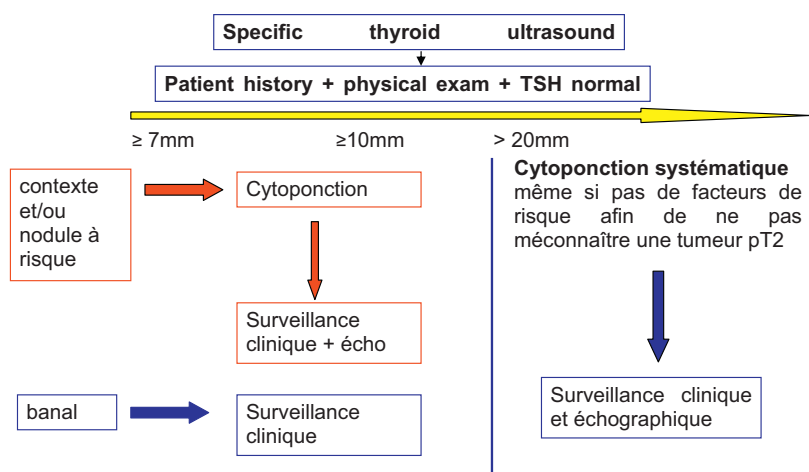 Specific thyroid ultrasound
Patient history + physical exam + TSH normal
≥ 7mm
≥10mm
> 20mm
contexte
et/ou
nodule à
risque
Cytoponction
Surveillance
clinique + écho
banal
Surveillance
clinique
Cytoponction systématique
même si pas de facteurs de
risque afin de ne pas
méconnaître une tumeur pT2
Surveillance clinique
et échographique